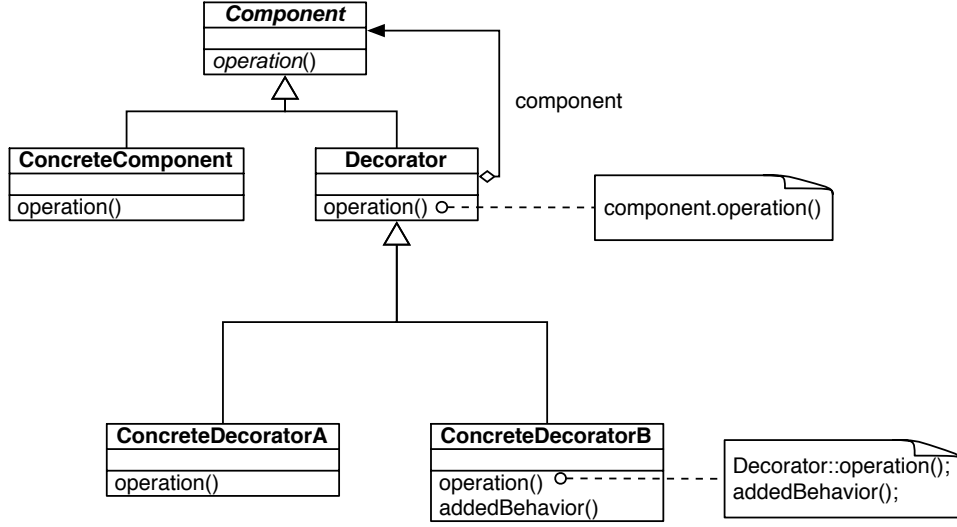 Component
operation()
component
ConcreteComponent
operation()
Decorator
operation()
component.operation()
ConcreteDecoratorA
operation()
ConcreteDecoratorB
operation()
addedBehavior()
Decorator::operation();
addedBehavior();